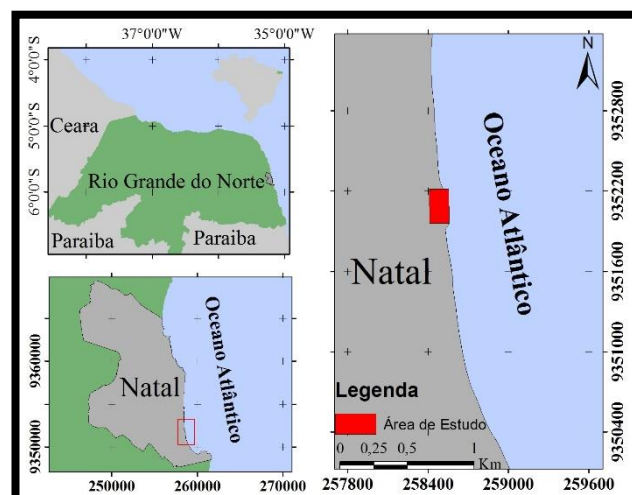 37°0'0"W
35°0'0"W
4°0'0"S
5°0'0"S
6°0'0"S
Ceara
Rio Grande do Norte
Paraiba
Paraiba
Oceano Atlântico
Natal
9360000
9350000
250000
260000
270000
N
Oceano Atlântico
Natal
9352800
9352200
9351600
9351000
9350400
Legenda
Área de Estudo
0 0,25 0,5 1
Km
257800
258400
259000
259600